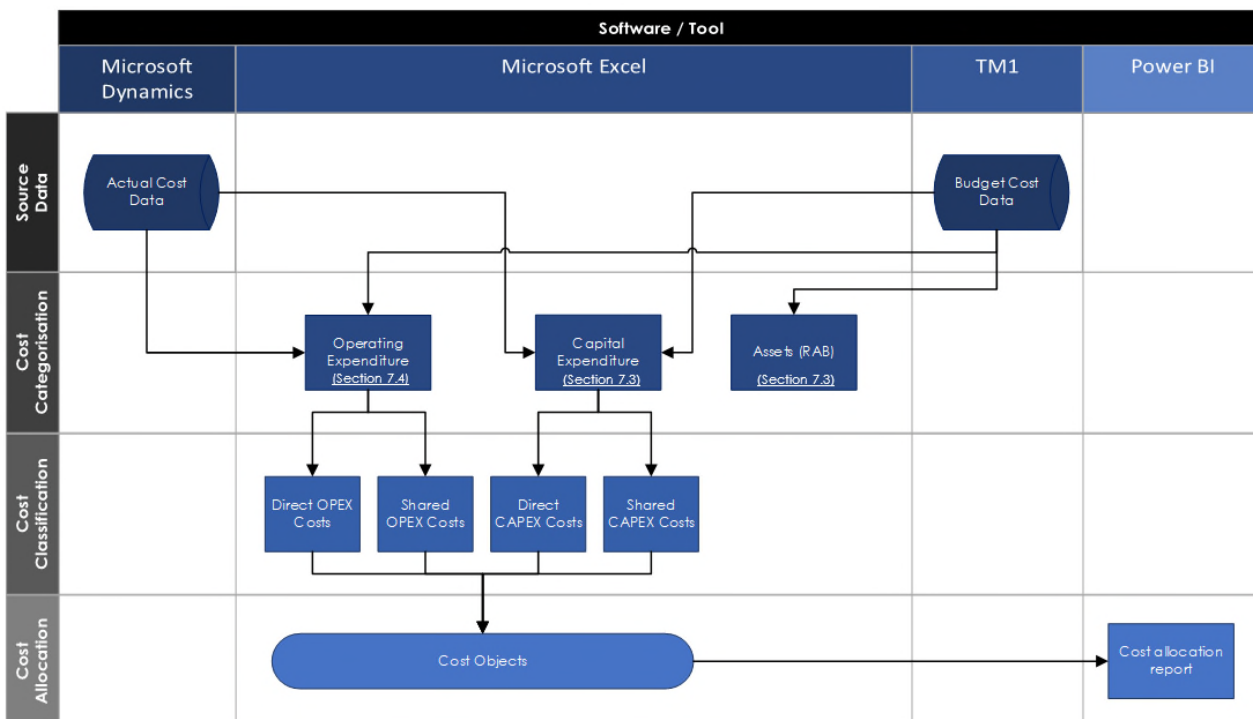 Software / Tool
Microsoft
Dynamics
Microsoft Excel
TM1
Power BI
Source
Data
Actual Cost
Data
Budget Cost
Data
Cost
Categorisation
Operating
Expenditure
(Section 7.4)
Capital
Expenditure
(Section 7.3)
Assets (RAB)
(Section 7.3)
Cost
Classification
Direct OPEX
Costs
Shared
OPEX Costs
Direct
CAPEX Costs
Shared
CAPEX Costs
Cost
Allocation
Cost Objects
Cost allocation
report